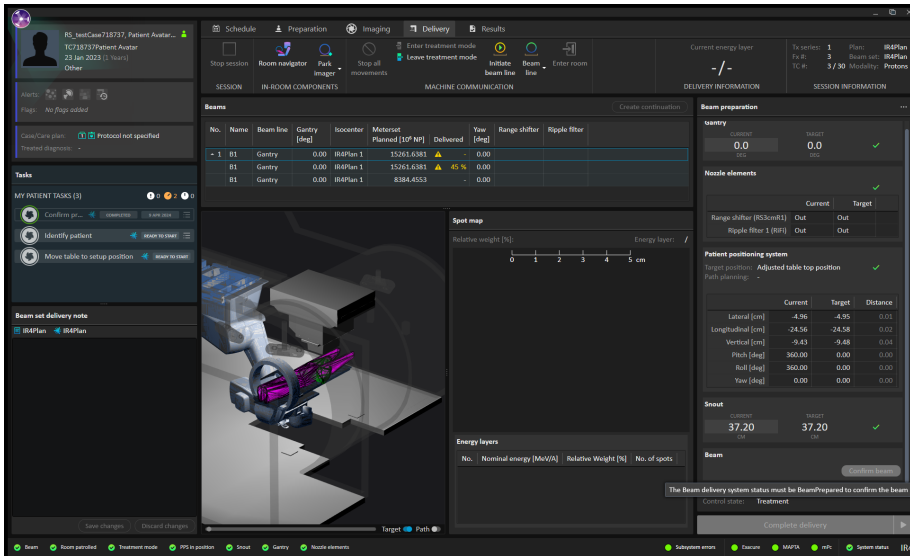 RS_testCase718737, Patient Avatar...
TC718737Patient Avatar
23 Jan 2023 (1 Years)
Other
Alerts:
Flags: No flags added
Case/Care plan: Protocol not specified
Treated diagnosis: -
Schedule Preparation Imaging Delivery Results
Stop session
SESSION
Room navigator Park imager
IN-ROOM COMPONENTS
Stop all movements
Enter treatment mode
Leave treatment mode
Initiate beam line
Beam line
Enter room
MACHINE COMMUNICATION
Current energy layer
-/-
DELIVERY INFORMATION
Tx series: 1 Plan: IR4Plan
Fx #: 3 Beam set: IR4Plan
TC #: 3 / 30 Modality: Protons
SESSION INFORMATION
Tasks
MY PATIENT TASKS (3) 0 2 0
Confirm pr... COMPLETED 9 APR 2024
Identify patient READY TO START
Move table to setup position READY TO START
Beam set delivery note
IR4Plan IR4Plan
Save changes Discard changes
Beams Create continuation
No. Name Beam line Gantry [deg] Isocenter Meterset Planned [10⁶ NP] Delivered Yaw [deg] Range shifter Ripple filter
1 B1 Gantry 0.00 IR4Plan 1 15261.6381 - 0.00
B1 Gantry 0.00 IR4Plan 1 15261.6381 45 % 0.00
B1 Gantry 0.00 IR4Plan 1 8384.4553 0.00
Target Path
Spot map
Relative weight [%]: Energy layer: /
0 1 2 3 4 5 cm
Energy layers
No. Nominal energy [MeV/A] Relative Weight [%] No. of spots
Beam preparation
Gantry
CURRENT TARGET
0.0 0.0
DEG DEG
Nozzle elements
Current Target
Range shifter (RS3cmR1) Out Out
Ripple filter 1 (RiFi) Out Out
Patient positioning system
Target position: Adjusted table top position
Path planning: -
Current Target Distance
Lateral [cm] -4.96 -4.95 0.01
Longitudinal [cm] -24.56 -24.58 0.02
Vertical [cm] -9.43 -9.48 0.04
Pitch [deg] 360.00 0.00 0.00
Roll [deg] 360.00 0.00 0.00
Yaw [deg] 0.00 0.00 0.00
Snout
CURRENT TARGET
37.20 37.20
CM CM
Beam
Confirm beam
The Beam delivery system status must be BeamPrepared to confirm the beam
Control state: Treatment
Complete delivery
Beam Room patrolled Treatment mode PPS in position Snout Gantry Nozzle elements
Subsystem errors Execure MAPTA mPc System status IR